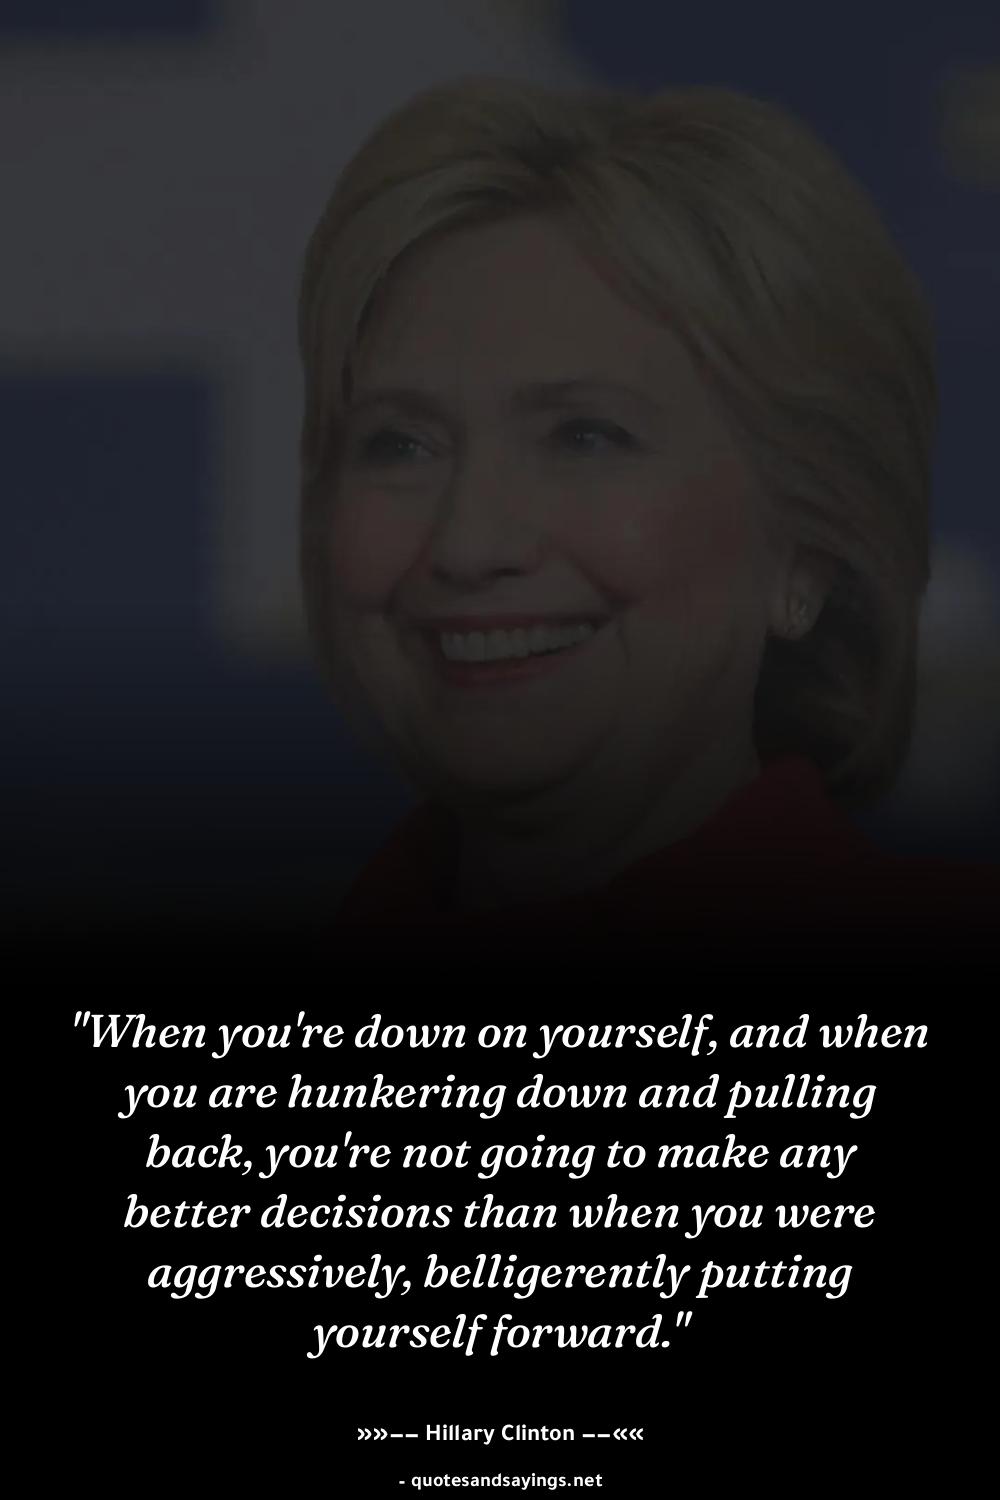 "When you're down on yourself, and when
you are hunkering down and pulling
back, you're not going to make any
better decisions than when you were
aggressively, belligerently putting
yourself forward."
»»−− Hillary Clinton −−««
- quotesandsayings.net